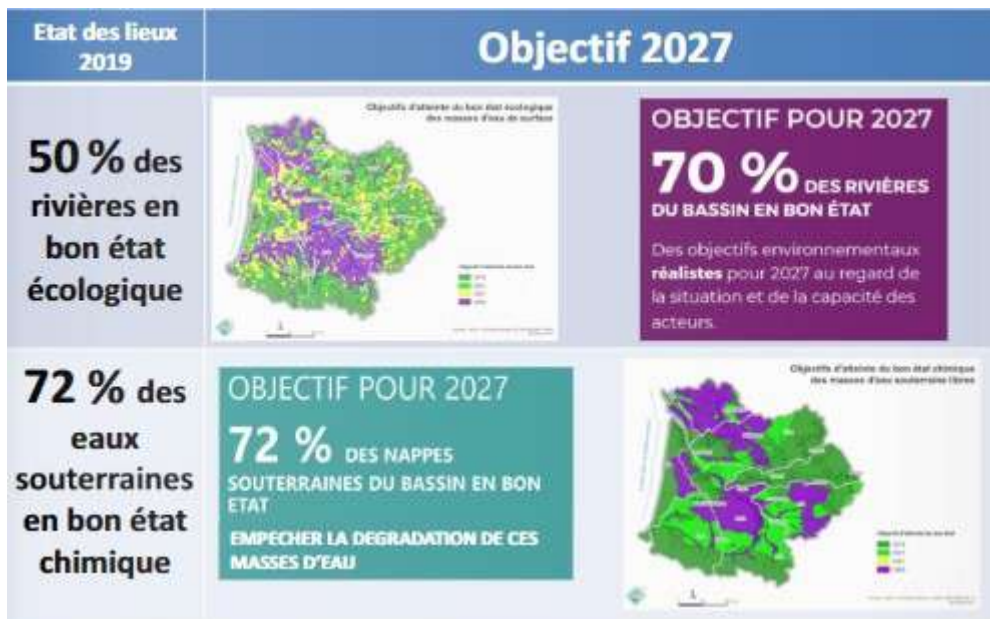 Etat des lieux
2019
Objectif 2027
50 % des
rivières en
bon état
écologique
Objectifs d'atteinte du bon état écologique
des masses d'eau de surface
OBJECTIF POUR 2027
70 % DES RIVIÈRES
DU BASSIN EN BON ÉTAT
Des objectifs environnementaux
réalistes pour 2027 au regard de
la situation et de la capacité des
acteurs.
72 % des
eaux
souterraines
en bon état
chimique
OBJECTIF POUR 2027
72 % DES NAPPES
SOUTERRAINES DU BASSIN EN BON
ETAT
EMPECHER LA DEGRADATION DE CES
MASSES D'EAU
Objectifs d'atteinte du bon état chimique
des masses d'eau souterraine libres